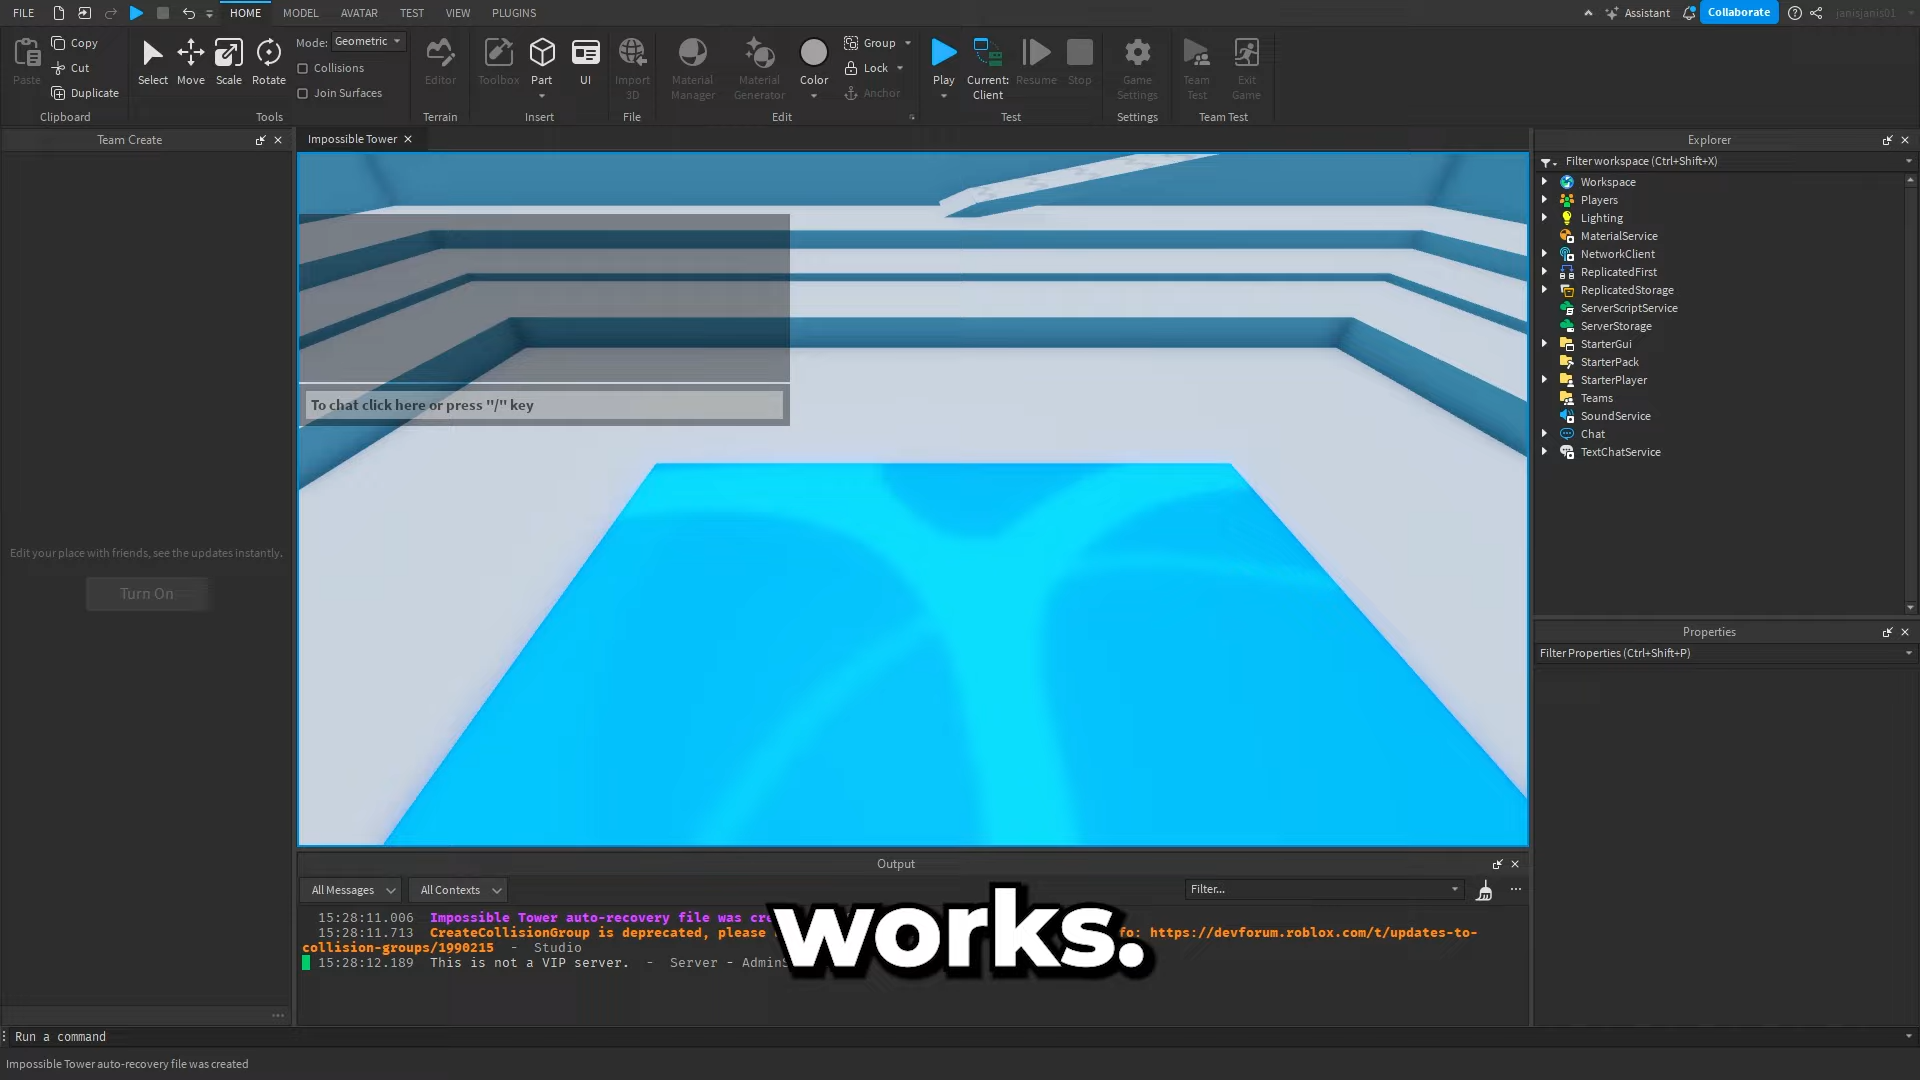 FILE HOME MODEL AVATAR TEST VIEW PLUGINS Assistant Collaborate janisjanis01
Paste Copy Cut Duplicate Clipboard
Select Move Scale Rotate Mode: Geometric Collisions Join Surfaces Tools
Editor Terrain
Toolbox Part UI Insert
Import 3D File
Material Manager Material Generator Color Group Lock Anchor Edit
Play Current: Client Resume Stop Test
Game Settings Settings
Team Test Exit Game Team Test
Team Create
Edit your place with friends, see the updates instantly.
Turn On
Impossible Tower
To chat click here or press "/" key
Explorer
Filter workspace (Ctrl+Shift+X)
Workspace
Players
Lighting
MaterialService
NetworkClient
ReplicatedFirst
ReplicatedStorage
ServerScriptService
ServerStorage
StarterGui
StarterPack
StarterPlayer
Teams
SoundService
Chat
TextChatService
Properties
Filter Properties (Ctrl+Shift+P)
Output
All Messages All Contexts Filter...
15:28:11.006 Impossible Tower auto-recovery file was
15:28:11.713 CreateCollisionGroup is deprecated, please https://devforum.roblox.com/t/updates-to-
collision-groups/1990215 - Studio
15:28:12.189 This is not a VIP server. - Server -
works.
Run a command
Impossible Tower auto-recovery file was created